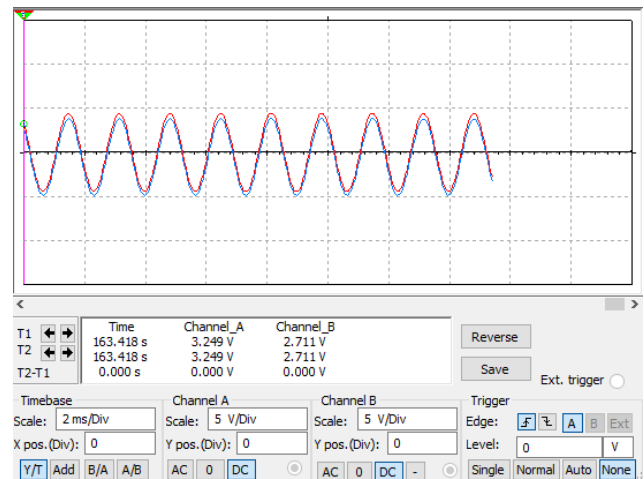 Time Channel_A Channel_B
T1 163.418 s 3.249 V 2.711 V
T2 163.418 s 3.249 V 2.711 V
T2-T1 0.000 s 0.000 V 0.000 V
Reverse
Save
Ext. trigger
Timebase
Scale: 2 ms/Div
X pos.(Div): 0
Y/T Add B/A A/B
Channel A
Scale: 5 V/Div
Y pos.(Div): 0
AC 0 DC
Channel B
Scale: 5 V/Div
Y pos.(Div): 0
AC 0 DC -
Trigger
Edge: A B Ext
Level: 0 V
Single Normal Auto None